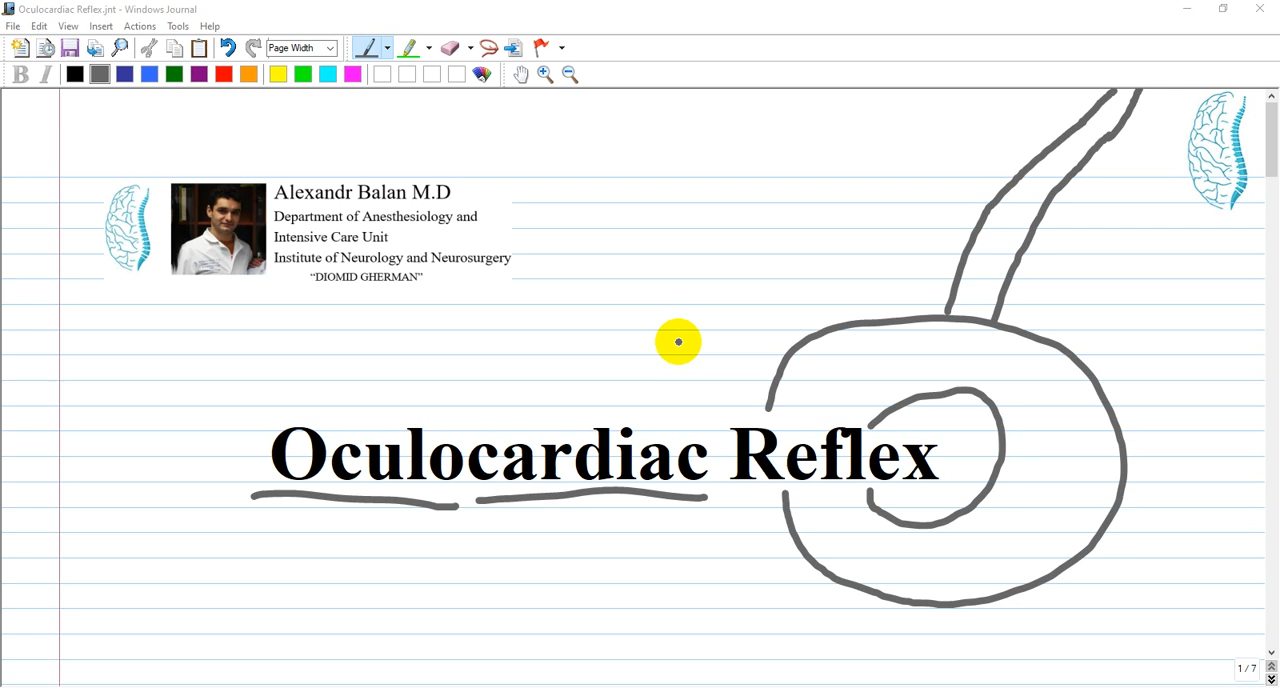 Oculocardiac Reflex.jnt - Windows Journal
File Edit View Insert Actions Tools Help
Page Width
B I
Alexandr Balan M.D
Department of Anesthesiology and
Intensive Care Unit
Institute of Neurology and Neurosurgery
“DIOMID GHERMAN”
Oculocardiac Reflex
1 / 7